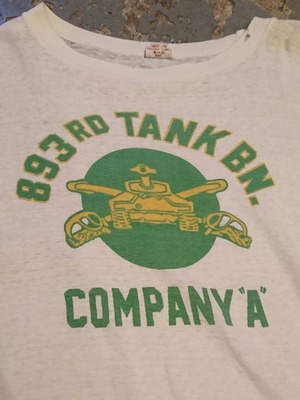 893RD TANK BN.
COMPANY "A"